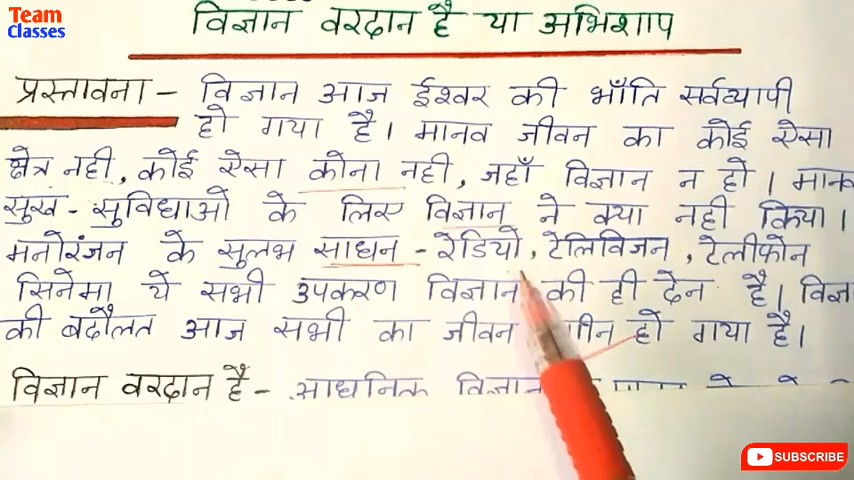 Team
Classes
विज्ञान वरदान है या अभिशाप
प्रस्तावना - विज्ञान आज ईश्वर की भाँति सर्वव्यापी
हो गया है। मानव जीवन का कोई ऐसा
क्षेत्र नही, कोई ऐसा कोना नही, जहाँ विज्ञान न हो।
सुख-सुविधाओ के लिए विज्ञान ने क्या नही किया।
मनोरंजन के सुलभ साधन - रेडियो, टेलिविजन, टेलीफोन
सिनेमा ये सभी उपकरण विज्ञान की ही देन है।
की बदौलत आज सभी का जीवन हो गया है।
विज्ञान वरदान है -
SUBSCRIBE